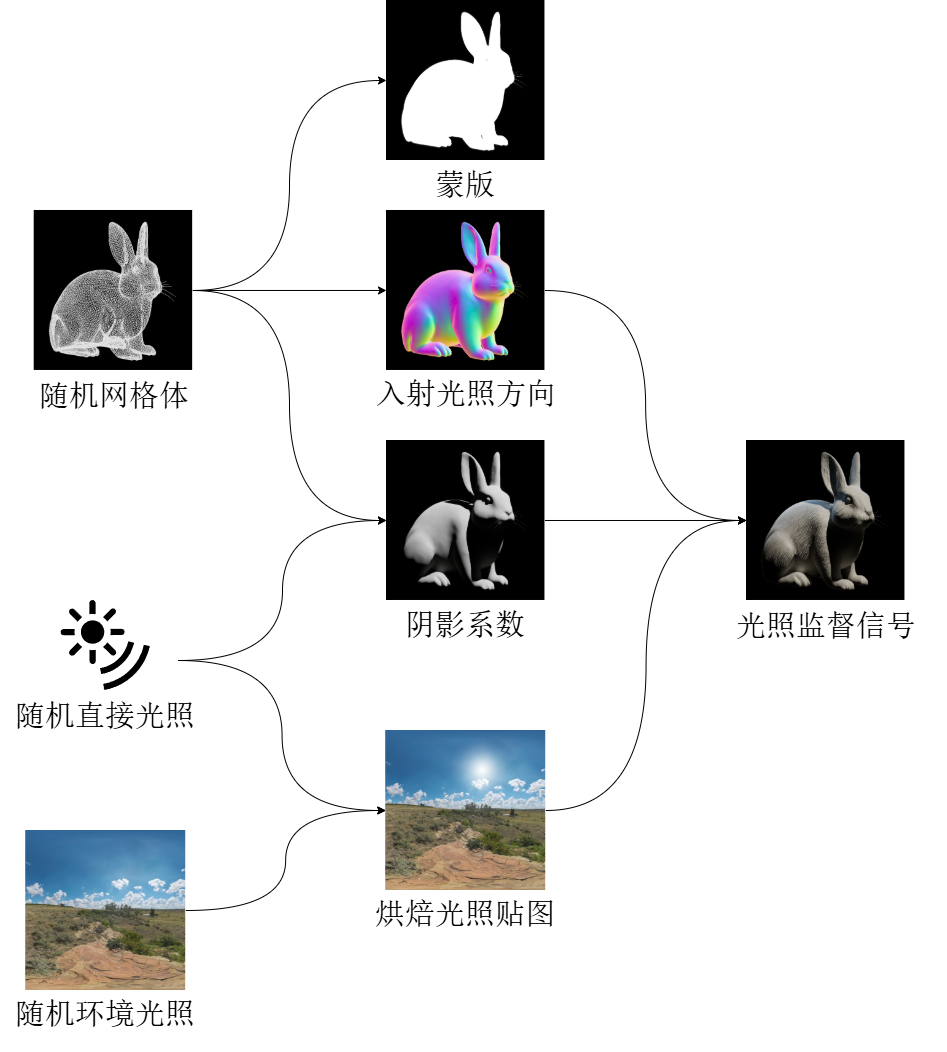 蒙版
随机网格体
入射光照方向
阴影系数
光照监督信号
随机直接光照
烘焙光照贴图
随机环境光照